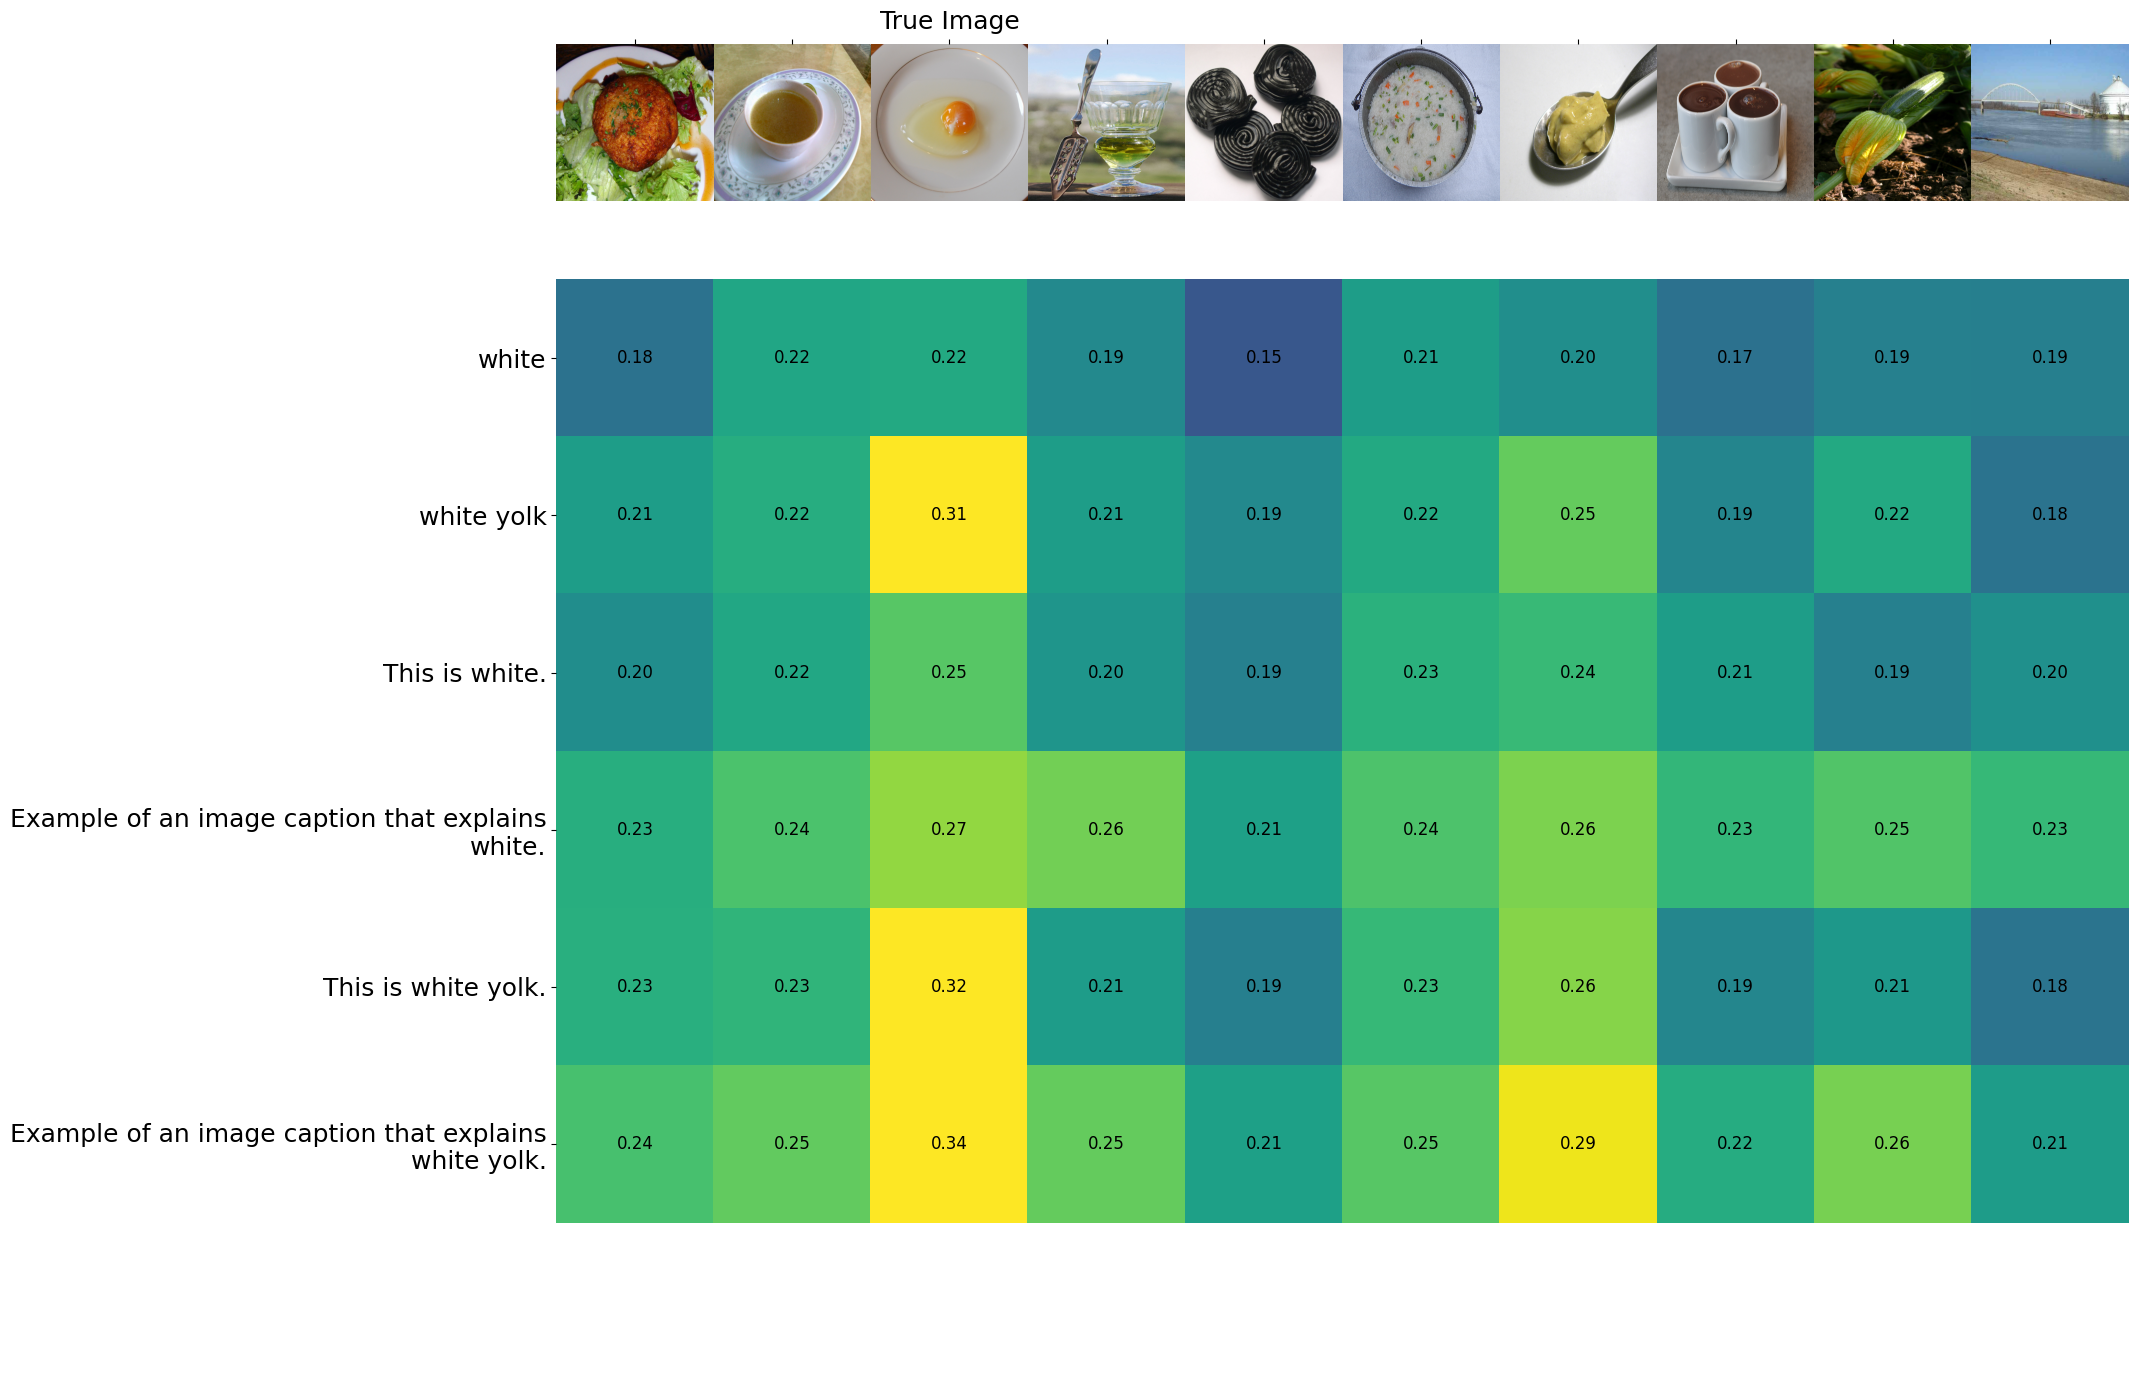 True Image
white
0.18 0.22 0.22 0.19 0.15 0.21 0.20 0.17 0.19 0.19
white yolk
0.21 0.22 0.31 0.21 0.19 0.22 0.25 0.19 0.22 0.18
This is white.
0.20 0.22 0.25 0.20 0.19 0.23 0.24 0.21 0.19 0.20
Example of an image caption that explains
white.
0.23 0.24 0.27 0.26 0.21 0.24 0.26 0.23 0.25 0.23
This is white yolk.
0.23 0.23 0.32 0.21 0.19 0.23 0.26 0.19 0.21 0.18
Example of an image caption that explains
white yolk.
0.24 0.25 0.34 0.25 0.21 0.25 0.29 0.22 0.26 0.21